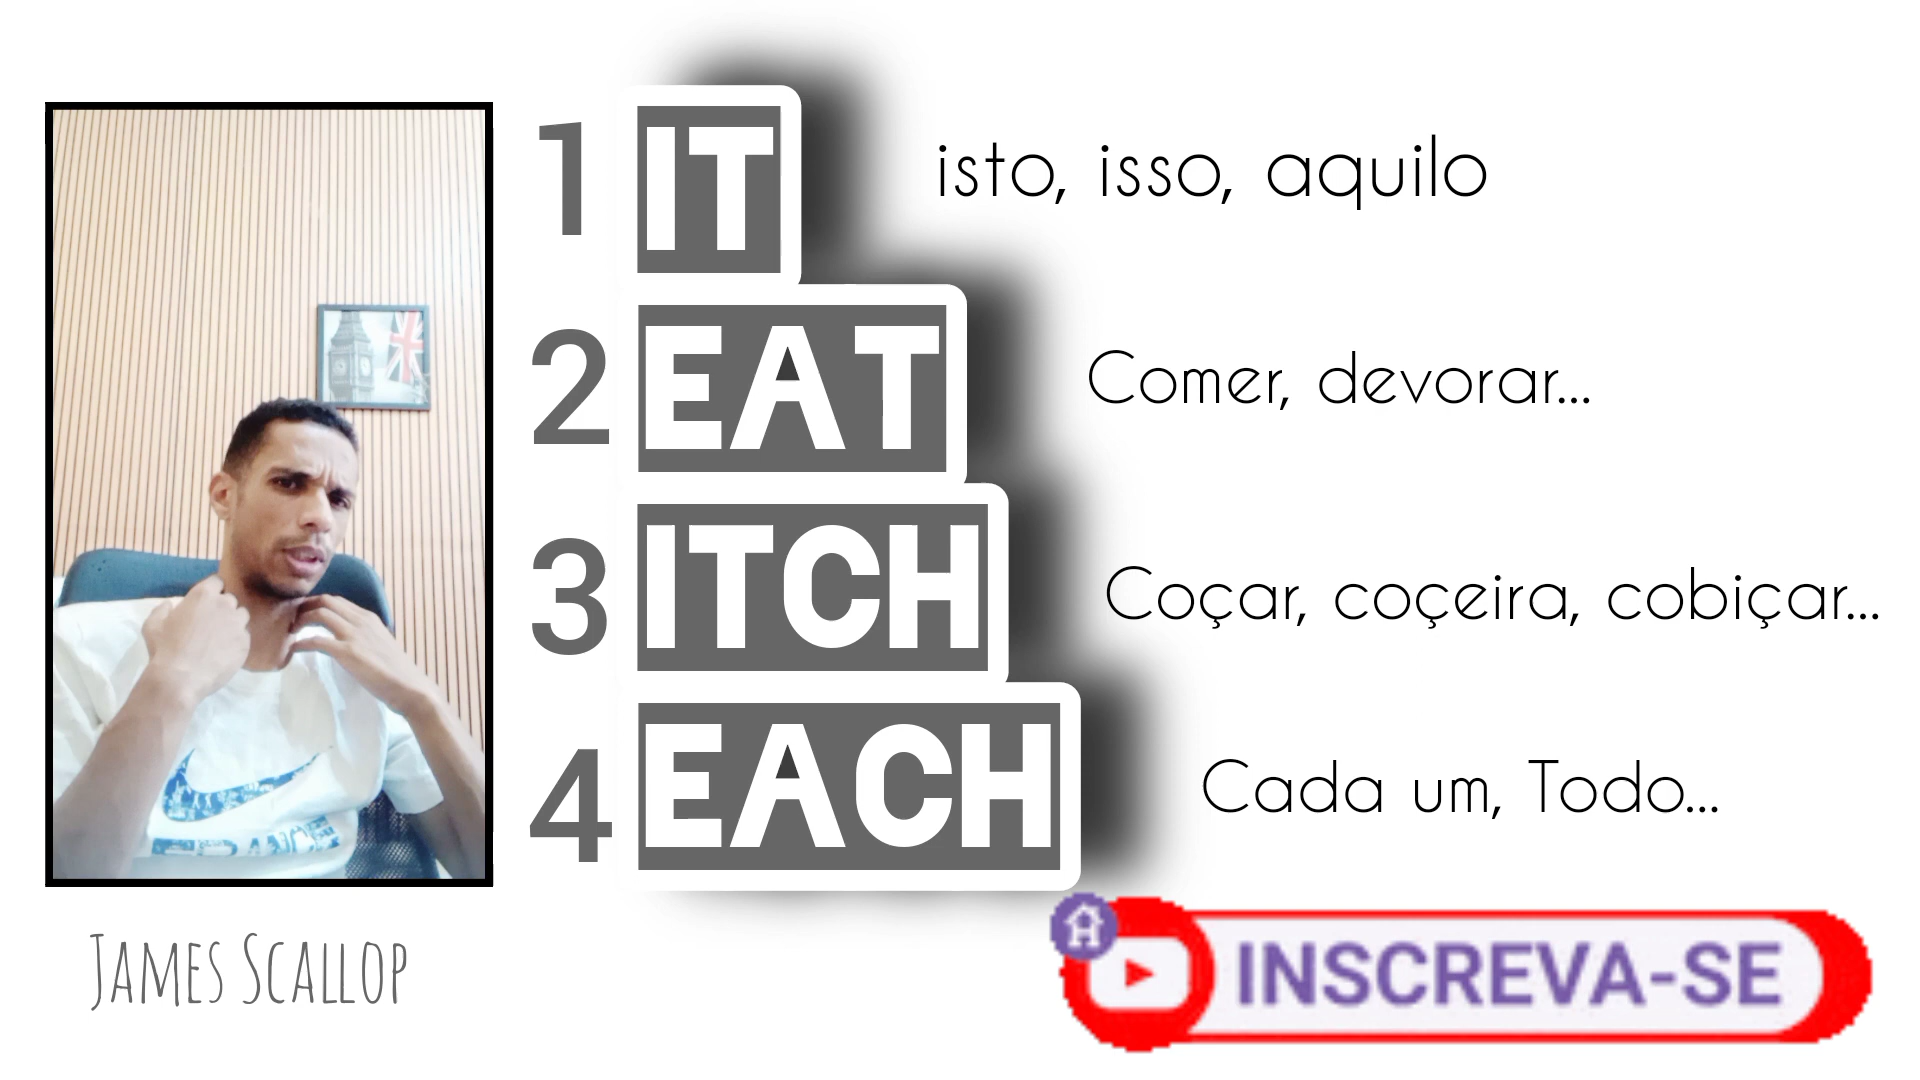 1 IT isto, isso, aquilo
2 EAT Comer, devorar...
3 ITCH Coçar, coçeira, cobiçar...
4 EACH Cada um, Todo...
JAMES SCALLOP
INSCREVA-SE